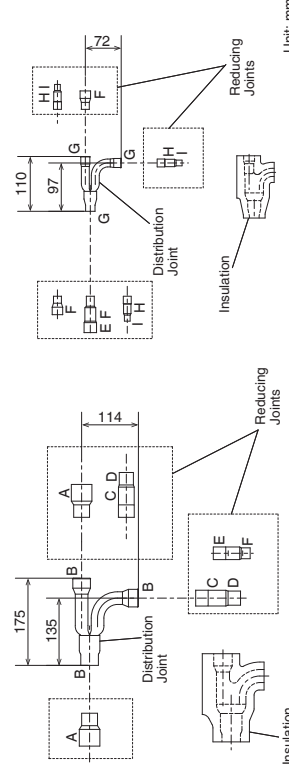 175
135
114
A
B
B
B
A
C D
Distribution
Joint
C
D
E
F
Reducing
Joints
Insulation
110
97
72
G
G
G
H I
F
F
E F
I H
H
I
Distribution
Joint
Reducing
Joints
Insulation
Unit: mm